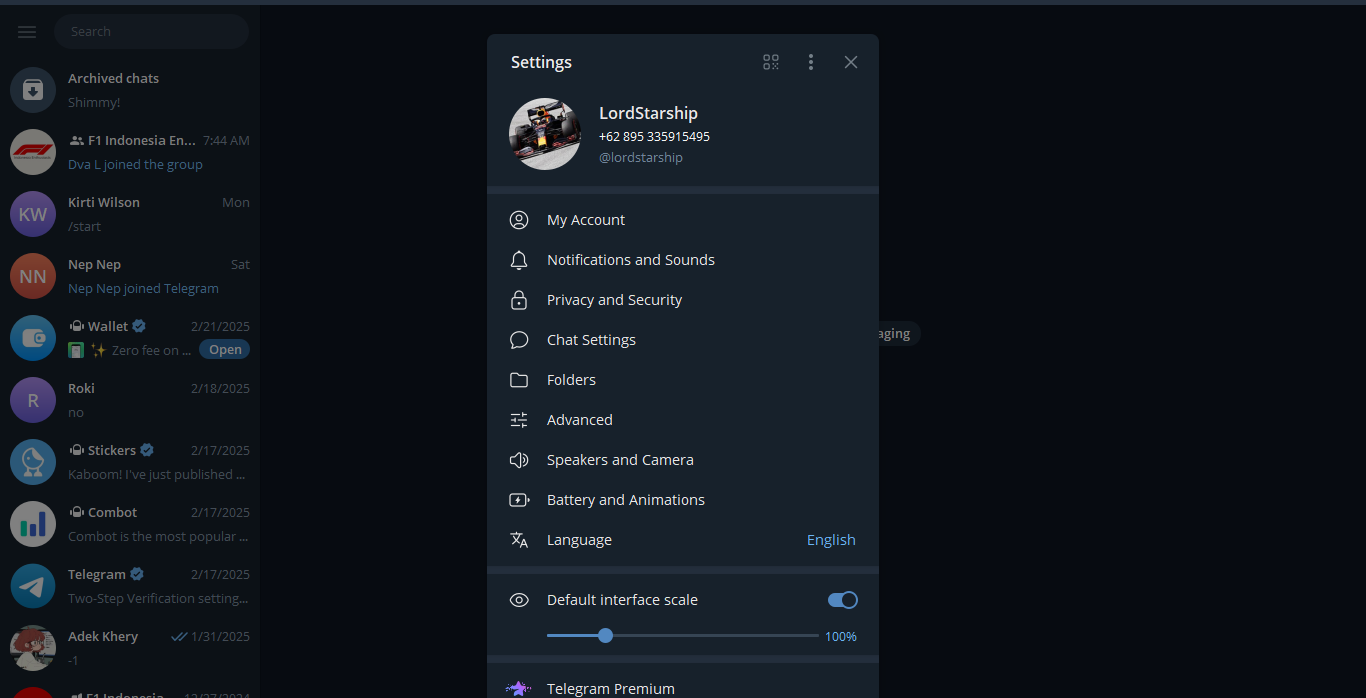 Search
Archived chats
Shimmy!
F1 Indonesia En... 7:44 AM
Dva L joined the group
KW
Kirti Wilson Mon
/start
NN
Nep Nep Sat
Nep Nep joined Telegram
Wallet 2/21/2025
Zero fee on ... Open
R
Roki 2/18/2025
no
Stickers 2/17/2025
Kaboom! I've just published ...
Combot 2/17/2025
Combot is the most popular ...
Telegram 2/17/2025
Two-Step Verification setting...
Adek Khery 1/31/2025
-1
F1 Indonesia 12/27/2024
Settings
LordStarship
+62 895 335915495
@lordstarship
My Account
Notifications and Sounds
Privacy and Security
aging
Chat Settings
Folders
Advanced
Speakers and Camera
Battery and Animations
Language English
Default interface scale
100%
Telegram Premium